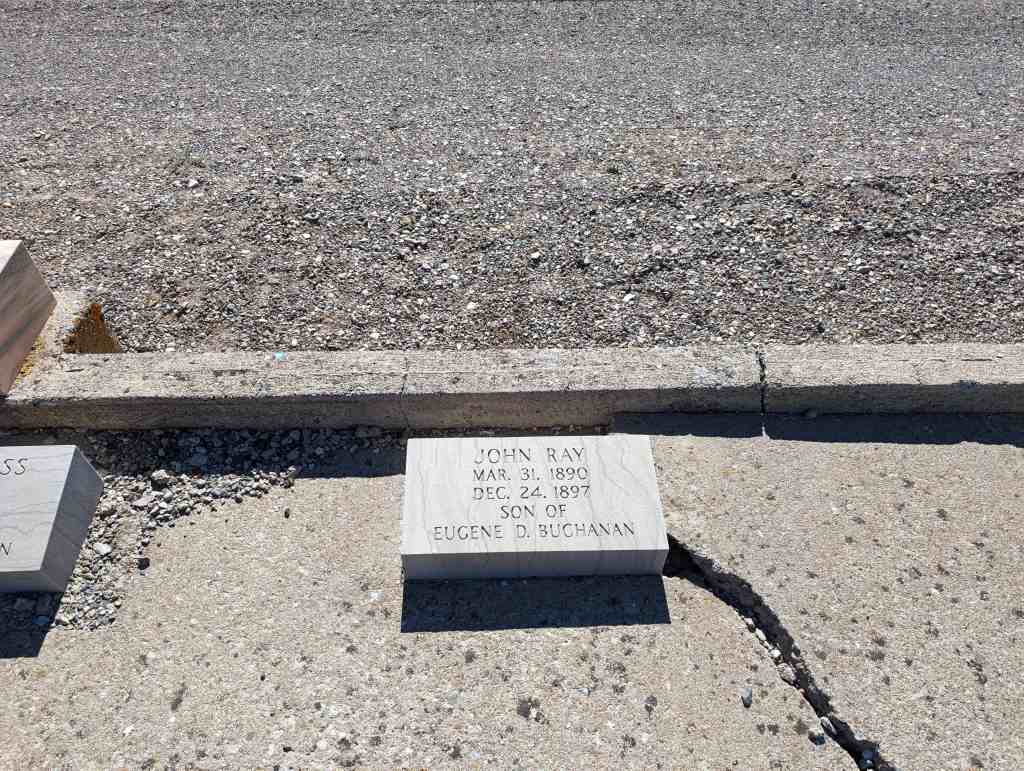 JOHN RAY
MAR. 31. 1890
DEC. 24. 1897
SON OF
EUGENE D. BUCHANAN